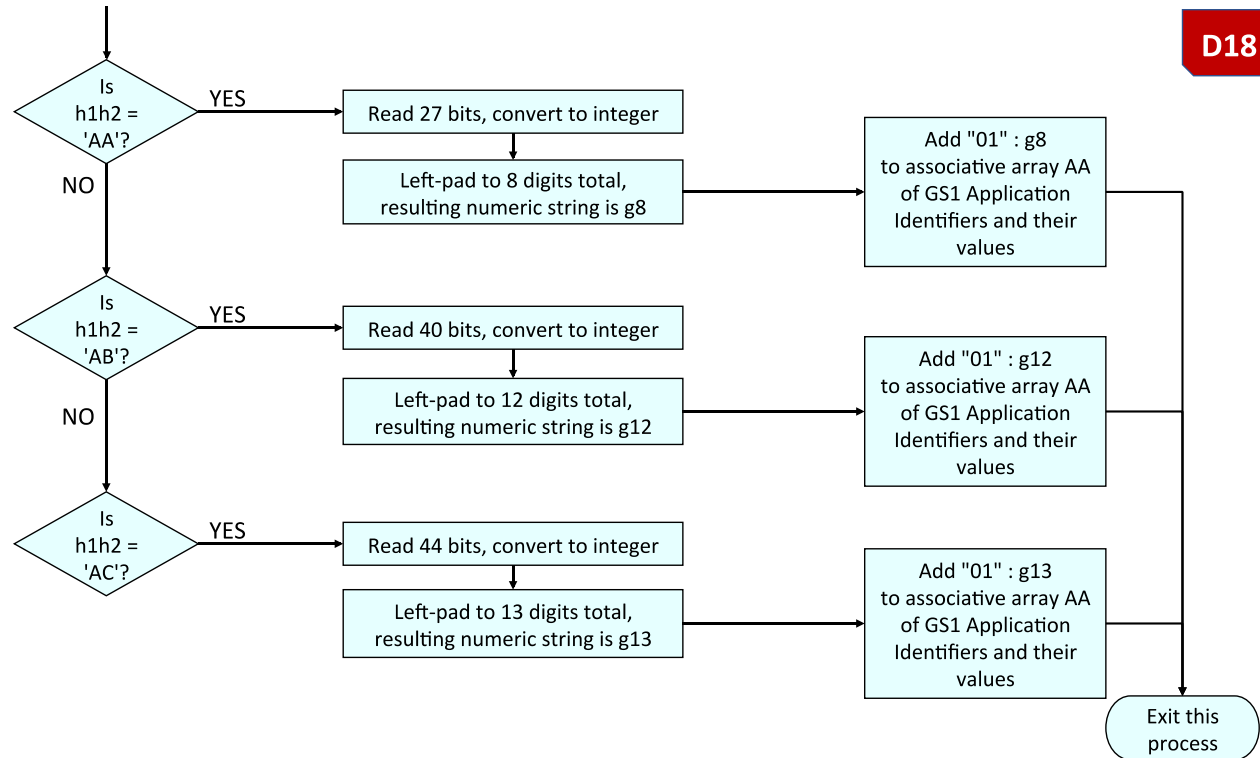 D18
Is
h1h2 =
'AA'?
YES
NO
Read 27 bits, convert to integer
Left-pad to 8 digits total,
resulting numeric string is g8
Add "01" : g8
to associative array AA
of GS1 Application
Identifiers and their
values
Is
h1h2 =
'AB'?
YES
NO
Read 40 bits, convert to integer
Left-pad to 12 digits total,
resulting numeric string is g12
Add "01" : g12
to associative array AA
of GS1 Application
Identifiers and their
values
Is
h1h2 =
'AC'?
YES
Read 44 bits, convert to integer
Left-pad to 13 digits total,
resulting numeric string is g13
Add "01" : g13
to associative array AA
of GS1 Application
Identifiers and their
values
Exit this
process